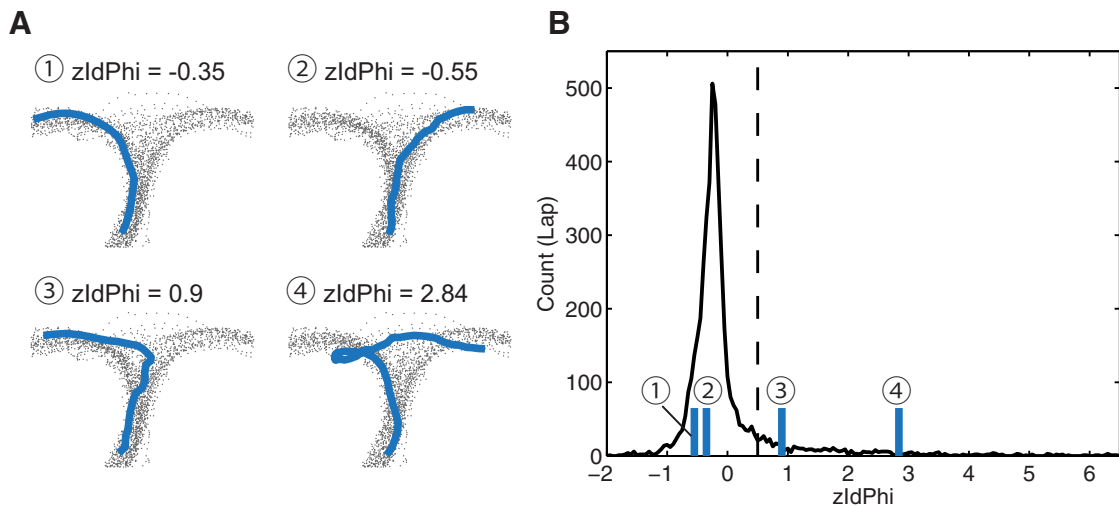 A
① zIdPhi = -0.35
② zIdPhi = -0.55
③ zIdPhi = 0.9
④ zIdPhi = 2.84
B
Count (Lap)
500
400
300
200
100
0
① ② ③ ④
−2 −1 0 1 2 3 4 5 6
zIdPhi